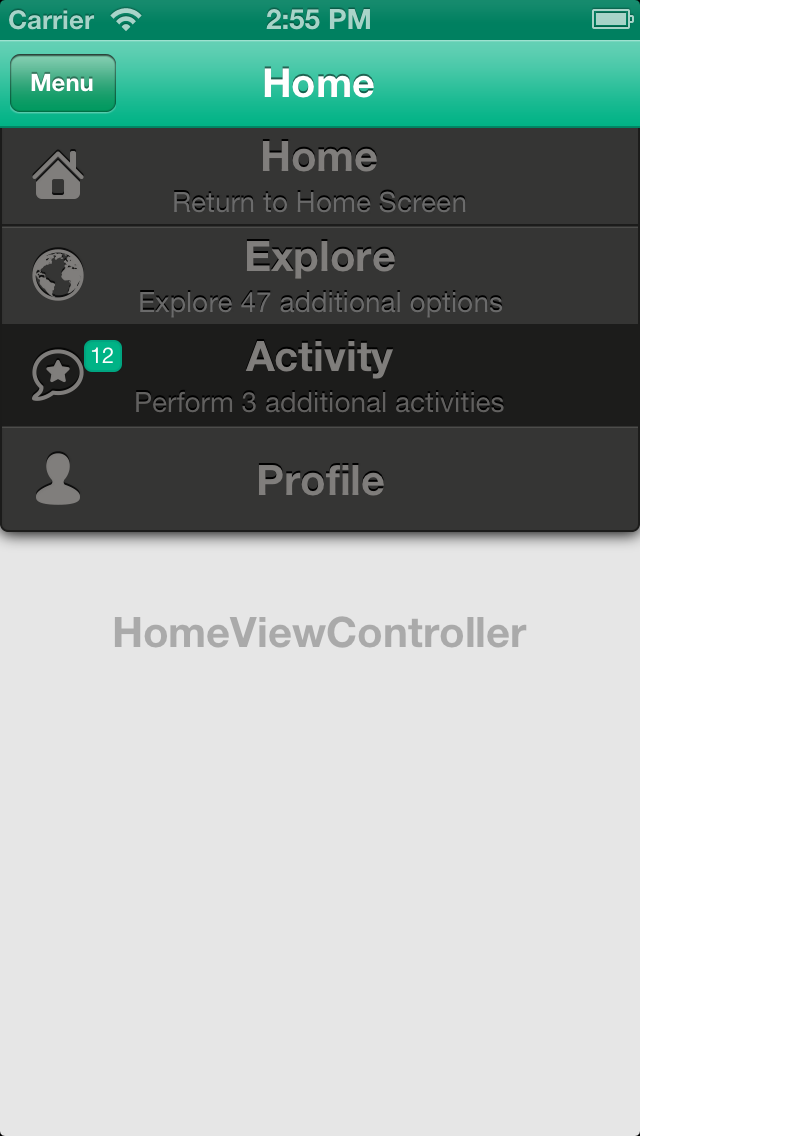 Carrier 2:55 PM
Menu Home
Home
Return to Home Screen
Explore
Explore 47 additional options
12 Activity
Perform 3 additional activities
Profile
HomeViewController